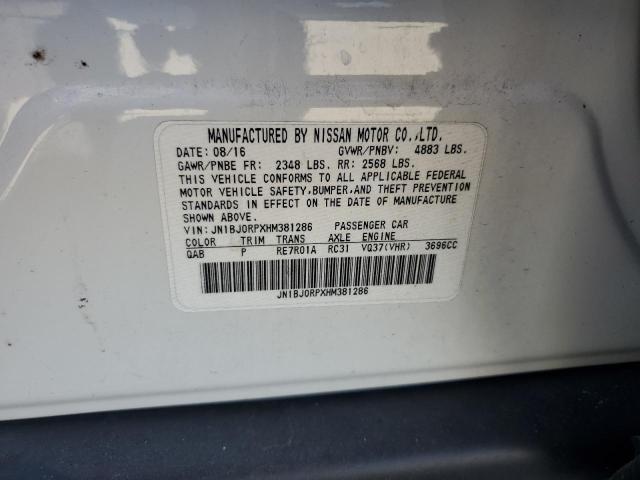 MANUFACTURED BY NISSAN MOTOR CO.,LTD.
DATE: 08/16 GVWR/PNBV: 4883 LBS.
GAWR/PNBE FR: 2348 LBS. RR: 2568 LBS.
THIS VEHICLE CONFORMS TO ALL APPLICABLE FEDERAL
MOTOR VEHICLE SAFETY, BUMPER, AND THEFT PREVENTION
STANDARDS IN EFFECT ON THE DATE OF MANUFACTURE
SHOWN ABOVE.
VIN: JN1BJ0RPXHM381286 PASSENGER CAR
COLOR TRIM TRANS AXLE ENGINE
QAB P RE7R01A RC31 VQ37(VHR) 3696CC
JN1BJ0RPXHM381286